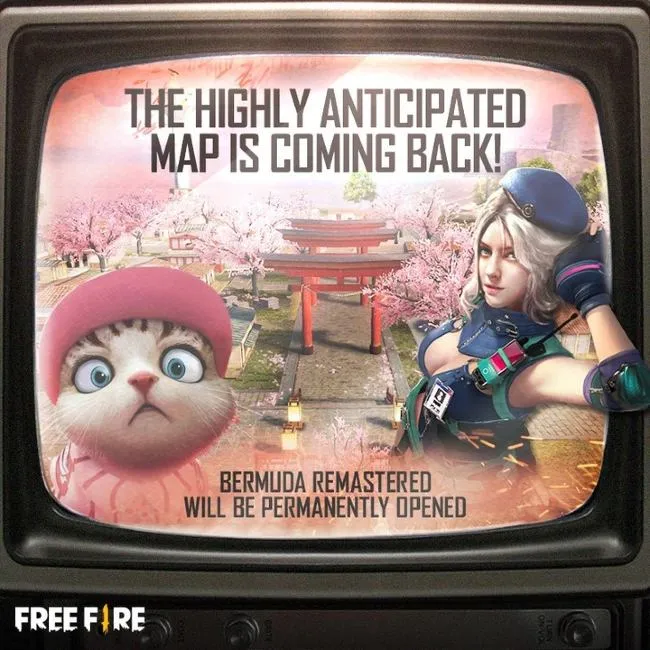 THE HIGHLY ANTICIPATED
MAP IS COMING BACK!
BERMUDA REMASTERED
WILL BE PERMANENTLY OPENED
FREE FIRE